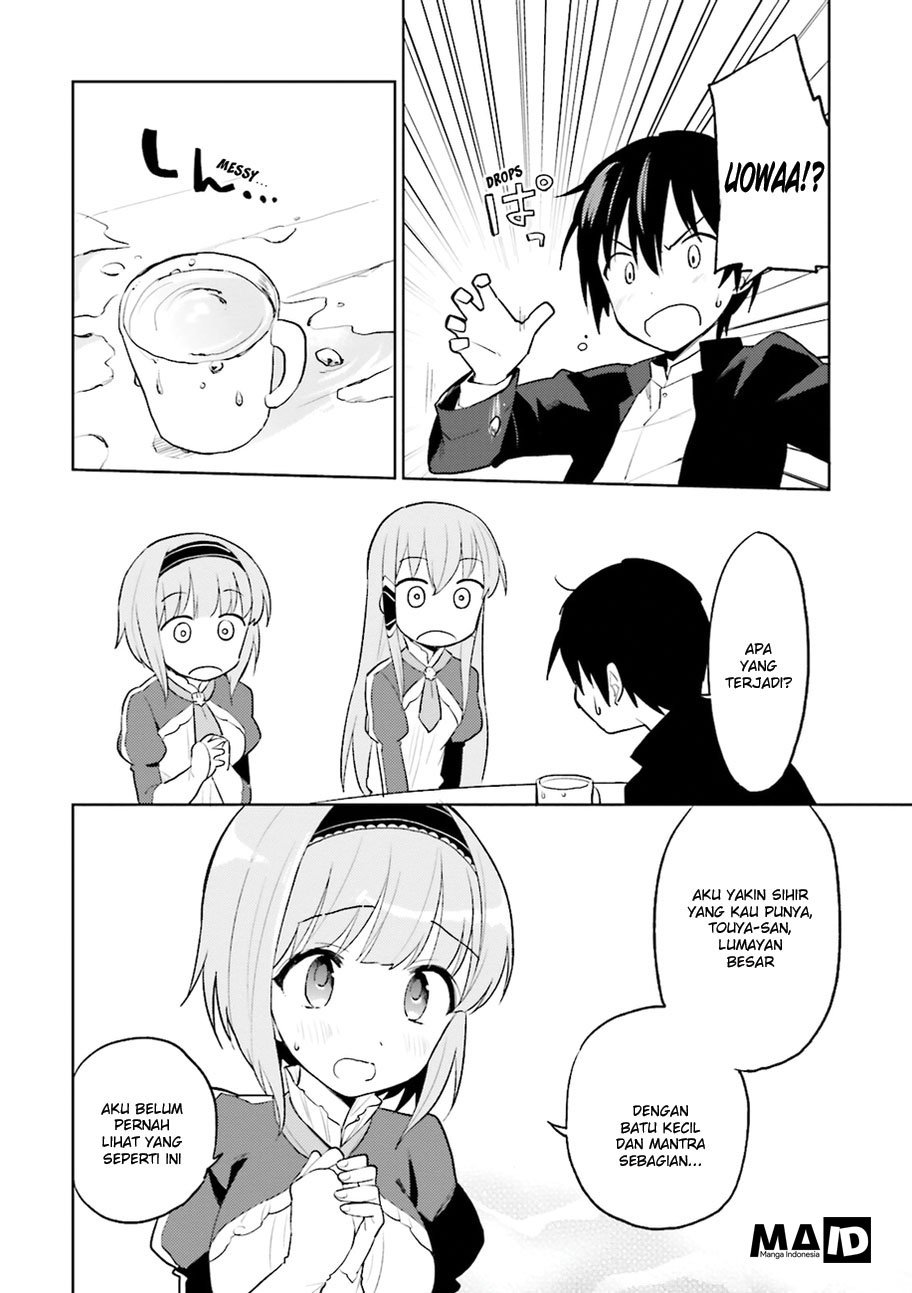 UOWAA!?
DROPS
ぱっ
MESSY...
しーん...
APA
YANG
TERJADI?
AKU YAKIN SIHIR
YANG KAU PUNYA,
TOUYA-SAN,
LUMAYAN
BESAR
DENGAN
BATU KECIL
DAN MANTRA
SEBAGIAN...
AKU BELUM
PERNAH
LIHAT YANG
SEPERTI INI
MAID
Manga Indonesia